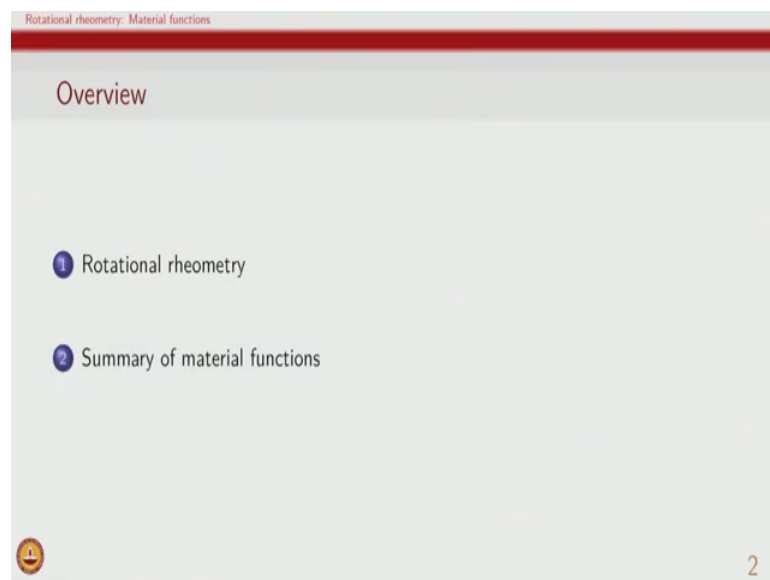 Rotational rheometry: Material functions
Overview
1 Rotational rheometry
2 Summary of material functions
2